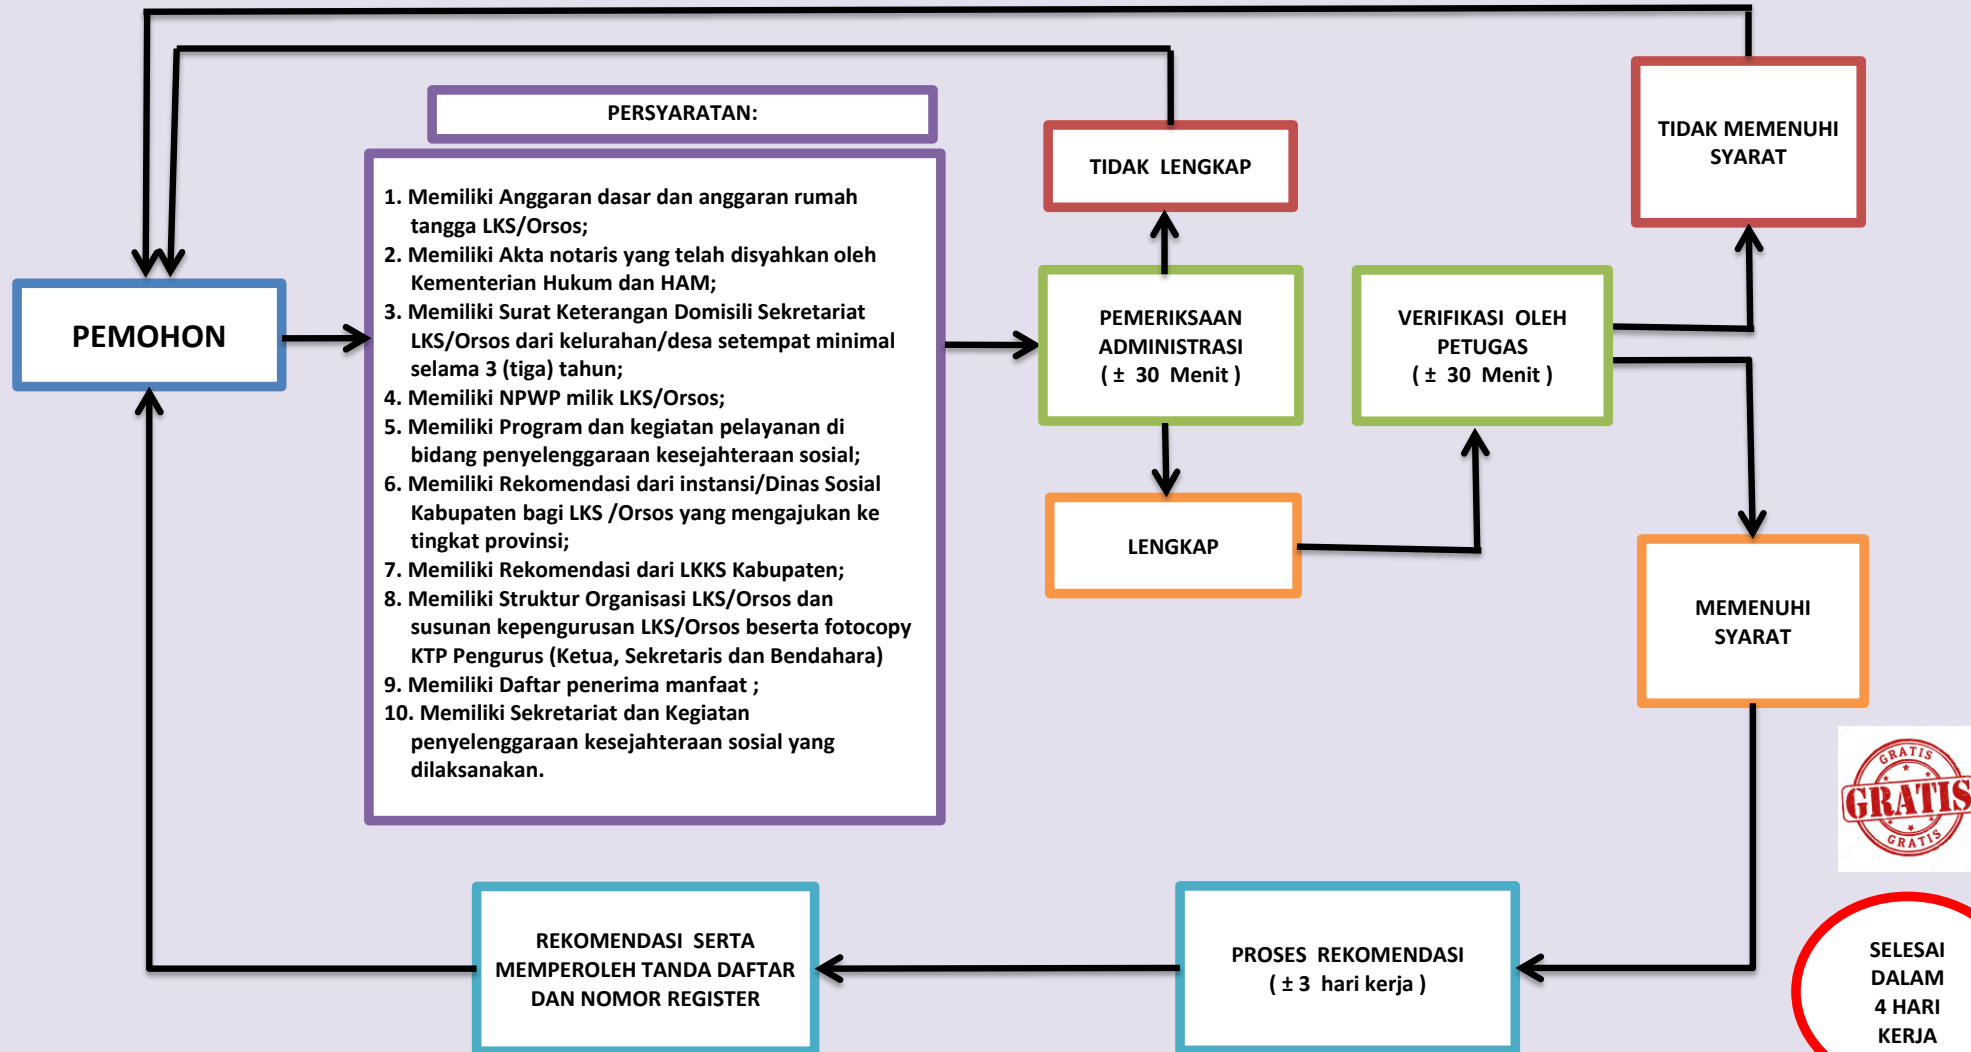 PERSYARATAN:
TIDAK MEMENUHI
SYARAT
TIDAK LENGKAP
1. Memiliki Anggaran dasar dan anggaran rumah
tangga LKS/Orsos;
2. Memiliki Akta notaris yang telah disyahkan oleh
Kementerian Hukum dan HAM;
3. Memiliki Surat Keterangan Domisili Sekretariat
LKS/Orsos dari kelurahan/desa setempat minimal
selama 3 (tiga) tahun;
4. Memiliki NPWP milik LKS/Orsos;
5. Memiliki Program dan kegiatan pelayanan di
bidang penyelenggaraan kesejahteraan sosial;
6. Memiliki Rekomendasi dari instansi/Dinas Sosial
Kabupaten bagi LKS /Orsos yang mengajukan ke
tingkat provinsi;
7. Memiliki Rekomendasi dari LKKS Kabupaten;
8. Memiliki Struktur Organisasi LKS/Orsos dan
susunan kepengurusan LKS/Orsos beserta fotocopy
KTP Pengurus (Ketua, Sekretaris dan Bendahara)
9. Memiliki Daftar penerima manfaat ;
10. Memiliki Sekretariat dan Kegiatan
penyelenggaraan kesejahteraan sosial yang
dilaksanakan.
PEMOHON
PEMERIKSAAN
ADMINISTRASI
( ± 30 Menit )
VERIFIKASI OLEH
PETUGAS
( ± 30 Menit )
LENGKAP
MEMENUHI
SYARAT
GRATIS
GRATIS
GRATIS
REKOMENDASI SERTA
MEMPEROLEH TANDA DAFTAR
DAN NOMOR REGISTER
PROSES REKOMENDASI
( ± 3 hari kerja )
SELESAI
DALAM
4 HARI
KERJA